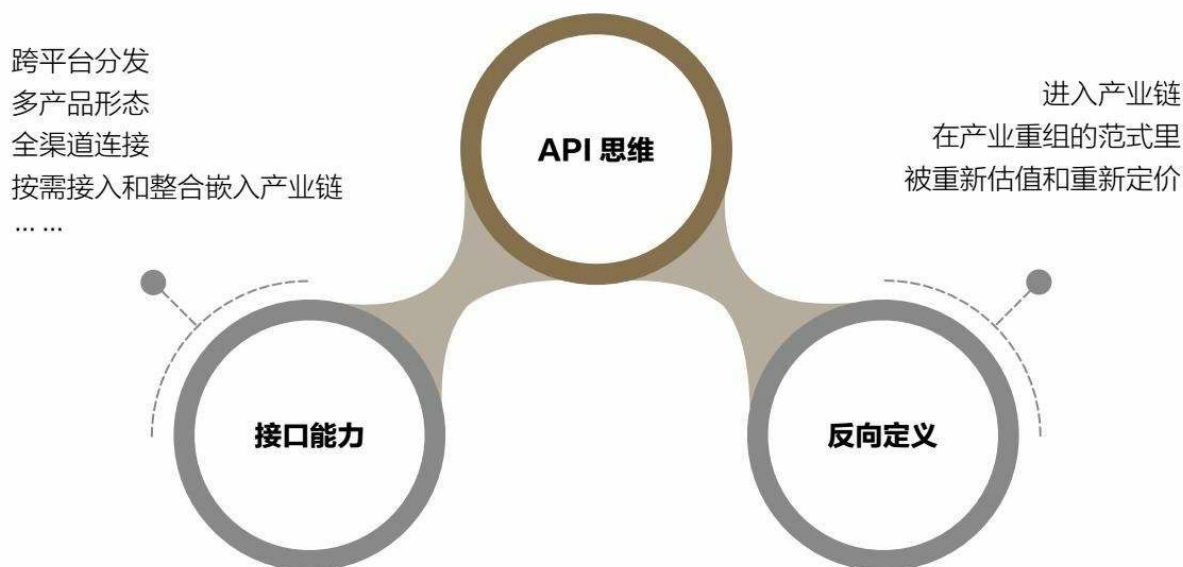 跨平台分发
多产品形态
全渠道连接
按需接入和整合嵌入产业链
... ...
API 思维
进入产业链
在产业重组的范式里
被重新估值和重新定价
接口能力
反向定义